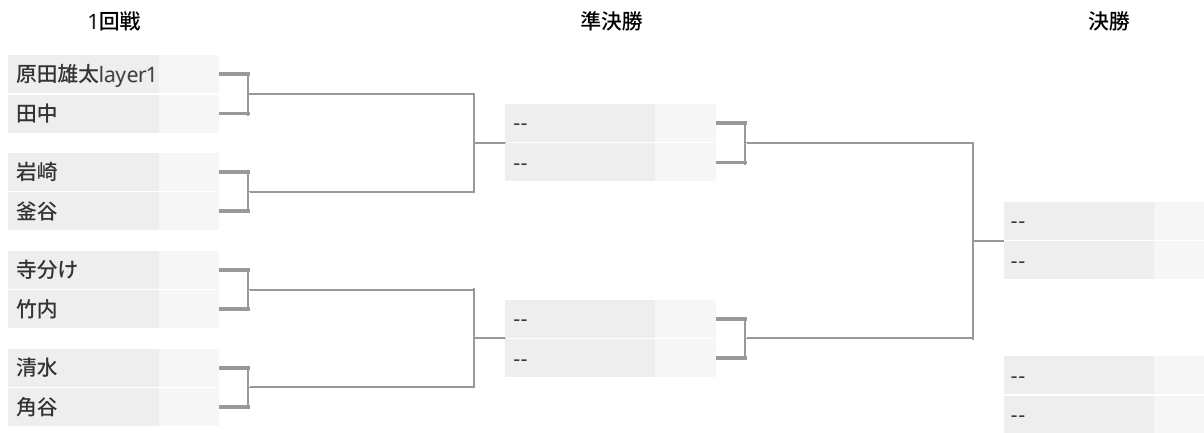 1回戦
準決勝
決勝
原田雄太layer1
田中
岩崎
釜谷
寺分け
竹内
清水
角谷
--
--
--
--
--
--
--
--